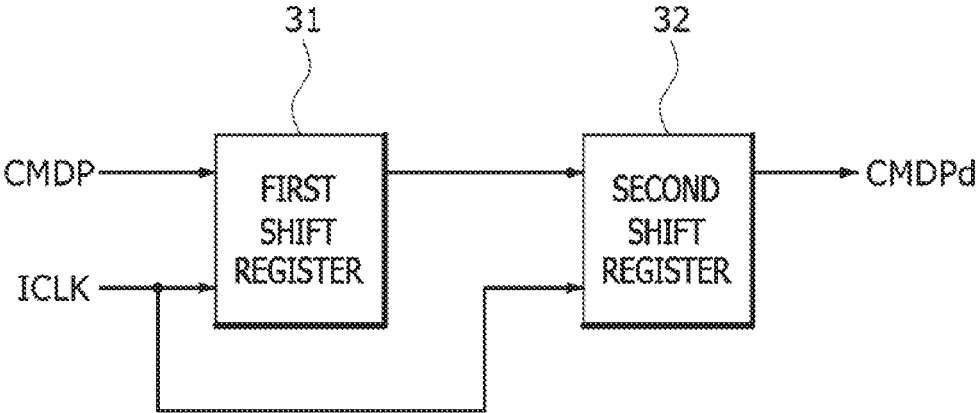 31
32
CMDP
FIRST
SHIFT
REGISTER
SECOND
SHIFT
REGISTER
CMDPd
ICLK